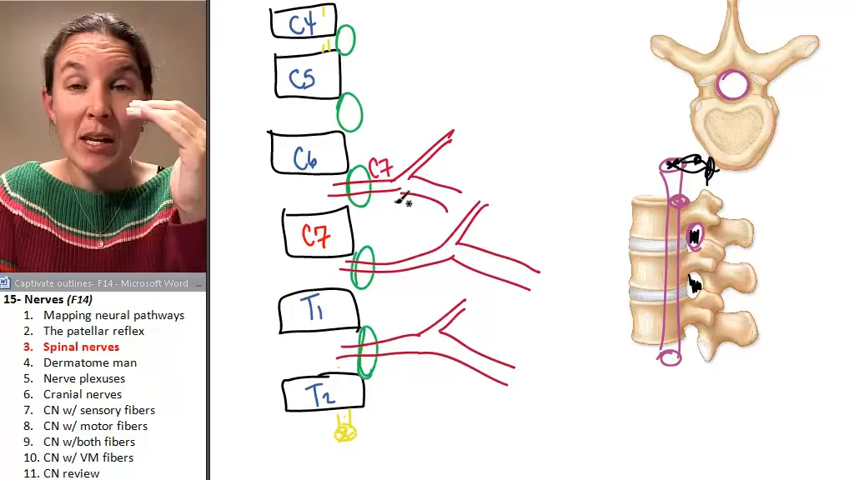 C4
C5
C6
C7
C7
T1
T2
Captivate outlines- F14 - Microsoft Word
15- Nerves (F14)
1. Mapping neural pathways
2. The patellar reflex
3. Spinal nerves
4. Dermatome man
5. Nerve plexuses
6. Cranial nerves
7. CN w/ sensory fibers
8. CN w/ motor fibers
9. CN w/both fibers
10. CN w/ VM fibers
11. CN review